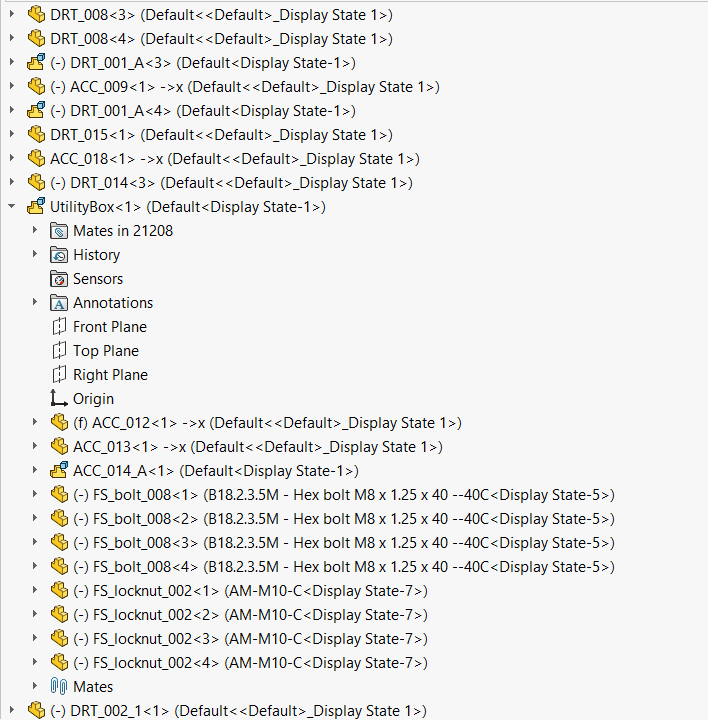 DRT_008<3> (Default<<Default>_Display State 1>)
DRT_008<4> (Default<<Default>_Display State 1>)
(-) DRT_001_A<3> (Default<Display State-1>)
(-) ACC_009<1> ->x (Default<<Default>_Display State 1>)
(-) DRT_001_A<4> (Default<Display State-1>)
DRT_015<1> (Default<<Default>_Display State 1>)
ACC_018<1> ->x (Default<<Default>_Display State 1>)
(-) DRT_014<3> (Default<<Default>_Display State 1>)
UtilityBox<1> (Default<Display State-1>)
Mates in 21208
History
Sensors
Annotations
Front Plane
Top Plane
Right Plane
Origin
(f) ACC_012<1> ->x (Default<<Default>_Display State 1>)
ACC_013<1> ->x (Default<<Default>_Display State 1>)
ACC_014_A<1> (Default<Display State-1>)
(-) FS_bolt_008<1> (B18.2.3.5M - Hex bolt M8 x 1.25 x 40 --40C<Display State-5>)
(-) FS_bolt_008<2> (B18.2.3.5M - Hex bolt M8 x 1.25 x 40 --40C<Display State-5>)
(-) FS_bolt_008<3> (B18.2.3.5M - Hex bolt M8 x 1.25 x 40 --40C<Display State-5>)
(-) FS_bolt_008<4> (B18.2.3.5M - Hex bolt M8 x 1.25 x 40 --40C<Display State-5>)
(-) FS_locknut_002<1> (AM-M10-C<Display State-7>)
(-) FS_locknut_002<2> (AM-M10-C<Display State-7>)
(-) FS_locknut_002<3> (AM-M10-C<Display State-7>)
(-) FS_locknut_002<4> (AM-M10-C<Display State-7>)
Mates
(-) DRT_002_1<1> (Default<<Default>_Display State 1>)